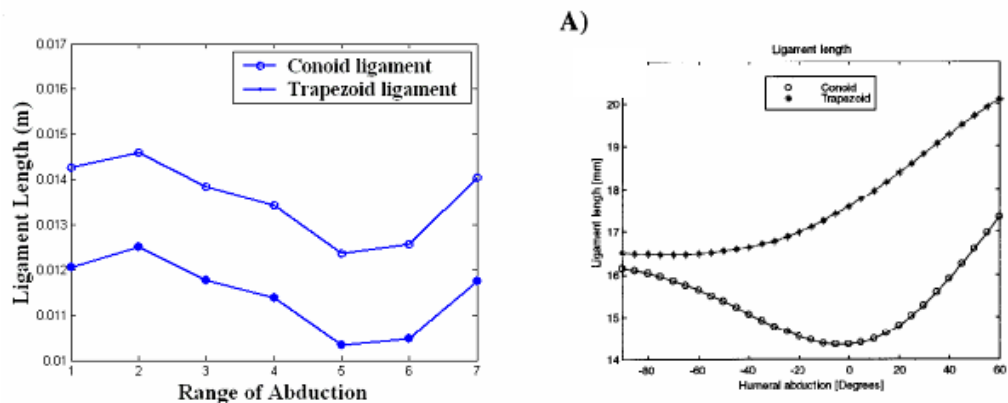 0.017
0.016
0.015
0.014
0.013
0.012
0.011
0.01
Ligament Length (m)
Conoid ligament
Trapezoid ligament
1 2 3 4 5 6 7
Range of Abduction
A)
Ligament length
Conoid
Trapezoid
20
19
18
17
16
15
14
Ligament lengh [mm]
-80 -60 -40 -20 0 20 40 60
Humeral abduction [Degrees]